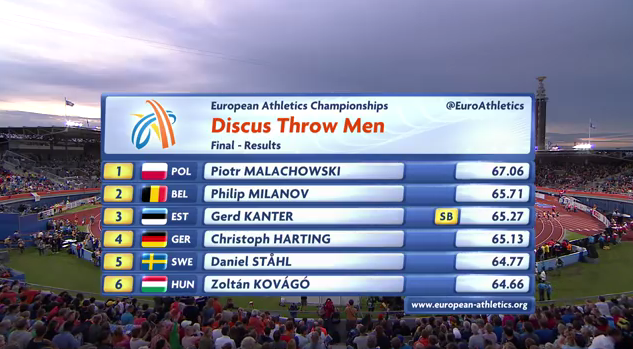 European Athletics Championships
@EuroAthletics
Discus Throw Men
Final - Results
1 POL Piotr MALACHOWSKI 67.06
2 BEL Philip MILANOV 65.71
3 EST Gerd KANTER SB 65.27
4 GER Christoph HARTING 65.13
5 SWE Daniel STÅHL 64.77
6 HUN Zoltán KOVÁGÓ 64.66
www.european-athletics.org